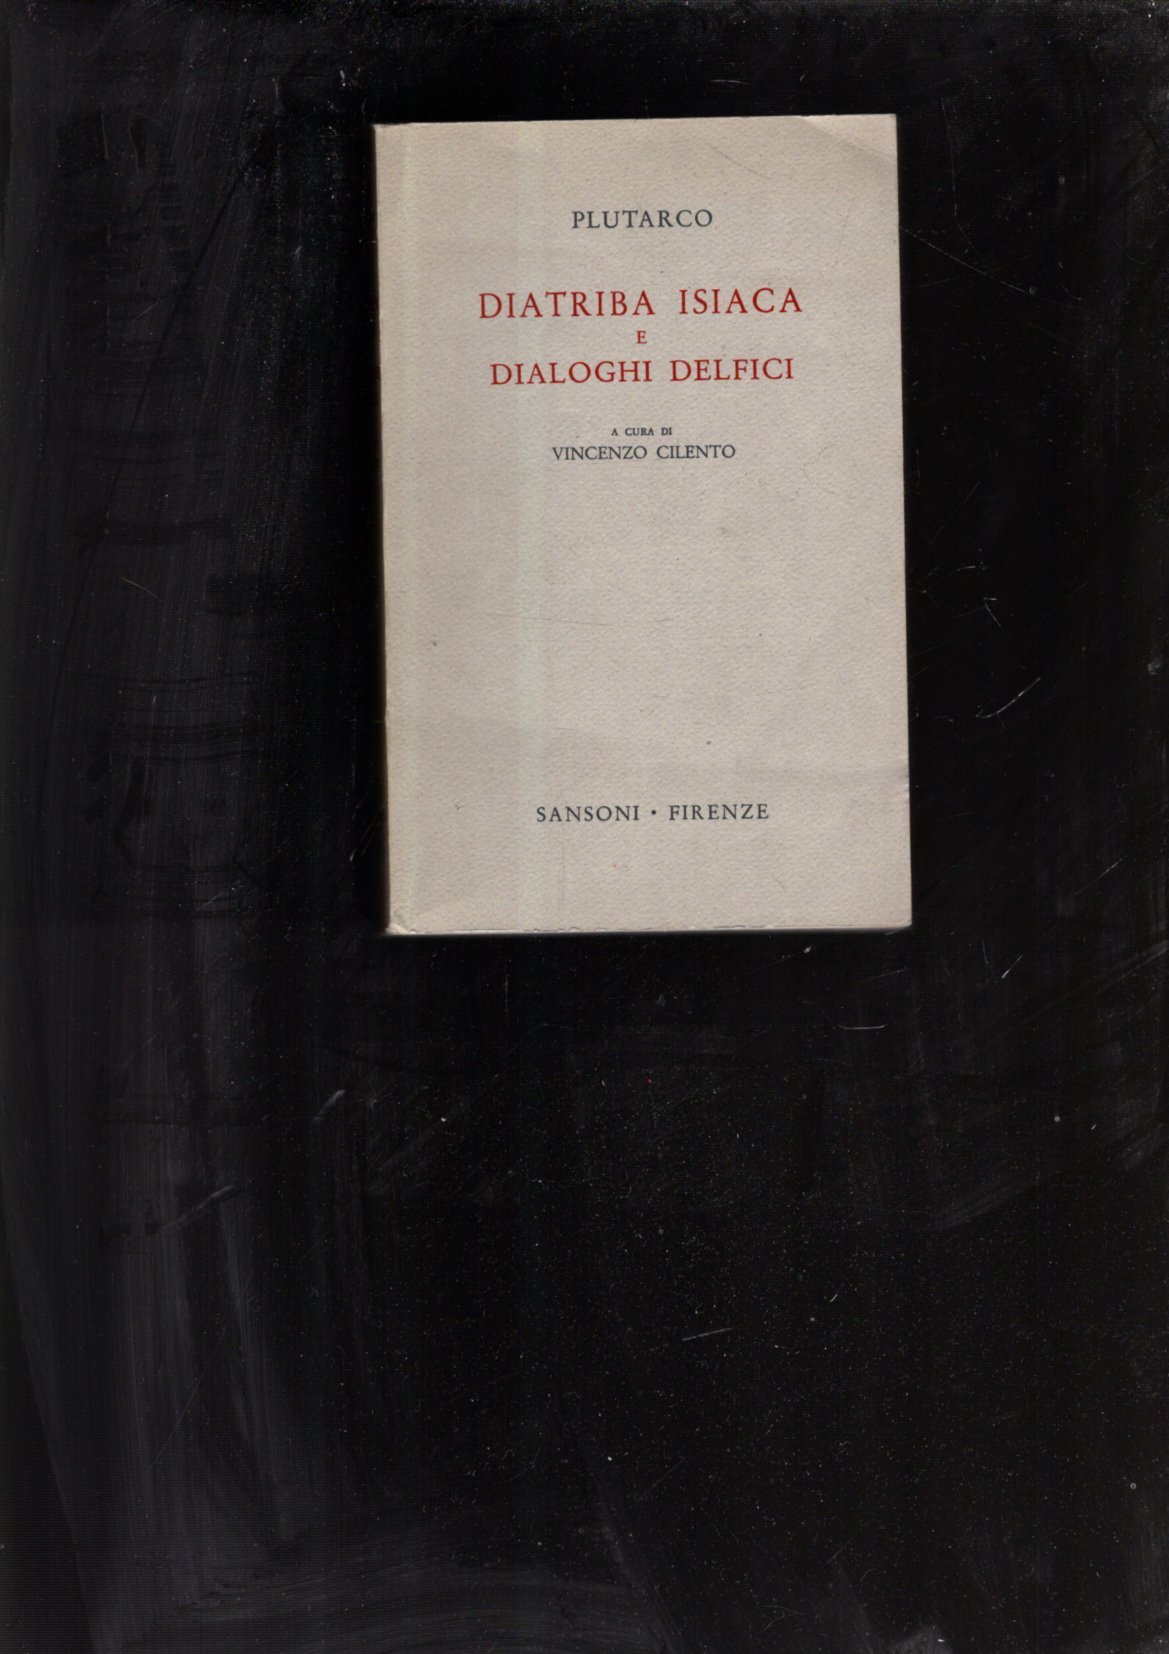 PLUTARCO
DIATRIBA ISIACA
E
DIALOGHI DELFICI
A CURA DI
VINCENZO CILENTO
SANSONI • FIRENZE